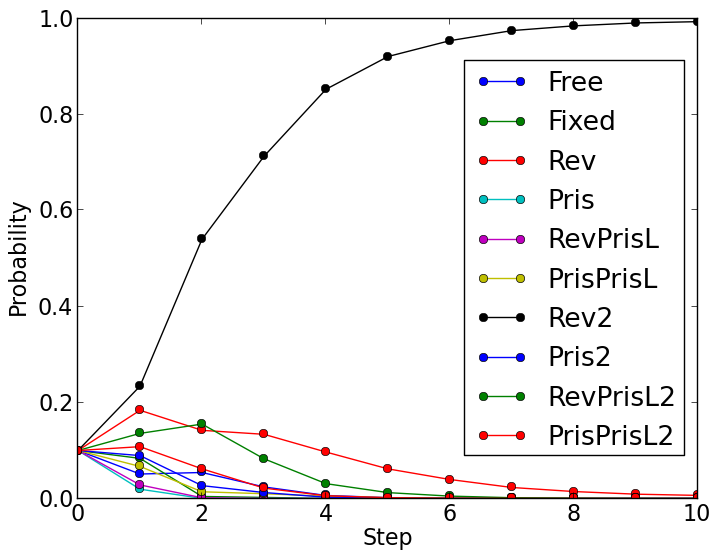 1.0
0.8
0.6
0.4
0.2
0.0
Probability
0 2 4 6 8 10
Step
Free
Fixed
Rev
Pris
RevPrisL
PrisPrisL
Rev2
Pris2
RevPrisL2
PrisPrisL2